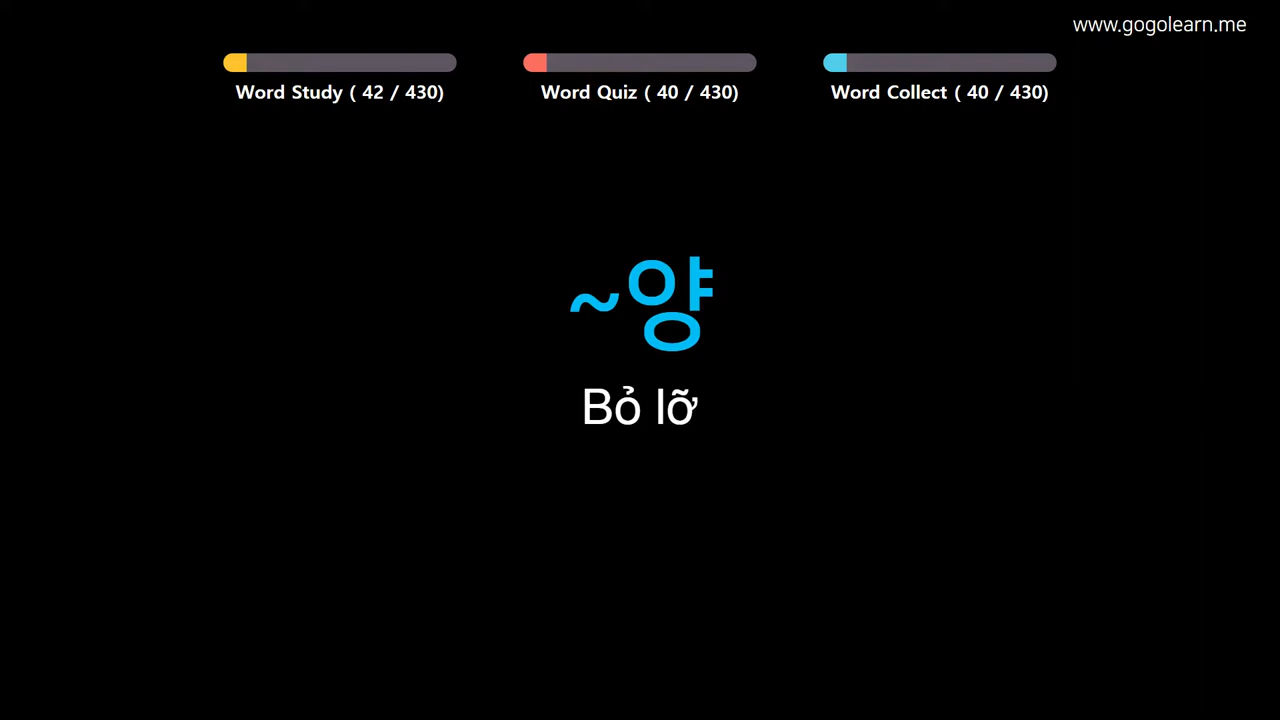 www.gogolearn.me
Word Study ( 42 / 430)
Word Quiz ( 40 / 430)
Word Collect ( 40 / 430)
~양
Bỏ lỡ